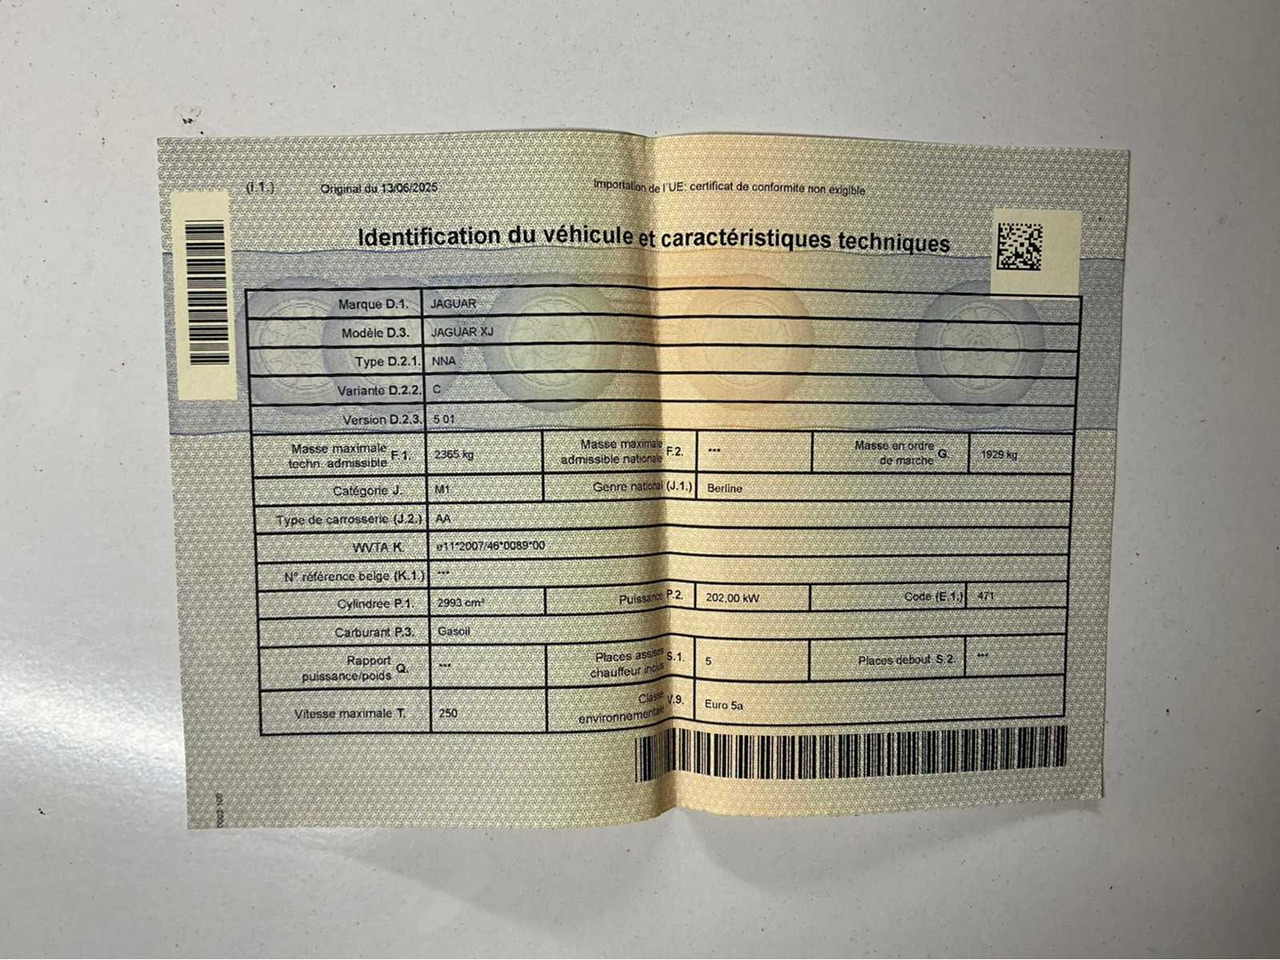 (I.1.) Original du 13/06/2025 Importation de l'UE: certificat de conformité non exigible
Identification du véhicule et caractéristiques techniques
Marque D.1. JAGUAR
Modèle D.3. JAGUAR XJ
Type D.2.1. NNA
Variante D.2.2. C
Version D.2.3. 5 01
Masse maximale techn. admissible F.1. 2365 kg Masse maximale admissible nationale F.2. *** Masse en ordre de marche G. 1929 kg
Catégorie J. M1 Genre national (J.1.) Berline
Type de carrosserie (J.2.) AA
WVTA K. e11*2007/46*0089*00
N° référence belge (K.1.) ***
Cylindrée P.1. 2993 cm³ Puissance P.2. 202,00 kW Code (E.1.) 471
Carburant P.3. Gasoil
Rapport puissance/poids Q. *** Places assises chauffeur inclus S.1. 5 Places debout S.2. ***
Vitesse maximale T. 250 Classe environnementale V.9. Euro 5a